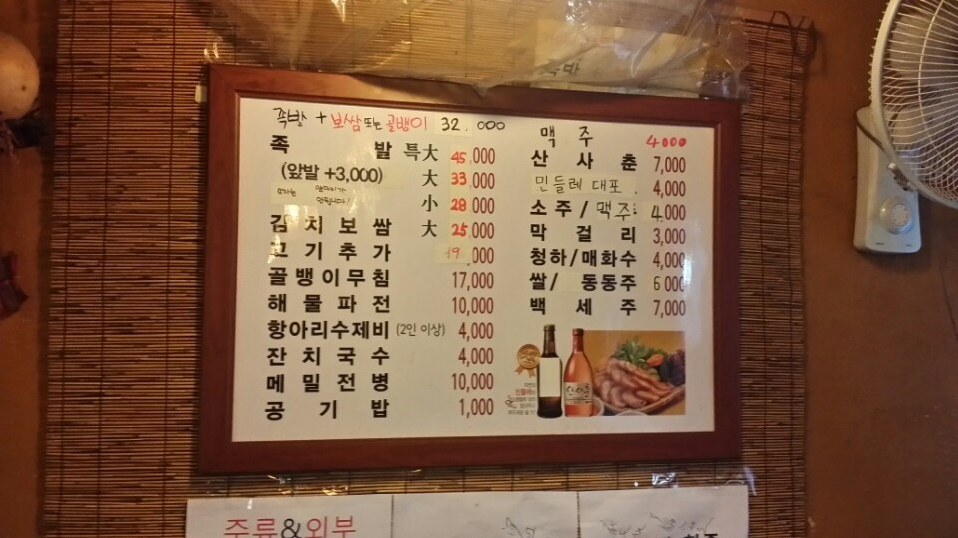 족발 + 보쌈 또는 골뱅이 32,000
족 발 特大 45,000
(앞발 +3,000) 大 33,000
小 28,000
김 치 보 쌈 大 25,000
고 기 추 가 19,000
골 뱅 이 무 침 17,000
해 물 파 전 10,000
항아리수제비 (2인 이상) 4,000
잔 치 국 수 4,000
메 밀 전 병 10,000
공 기 밥 1,000
맥 주 4000
산 사 춘 7,000
민들레 대포 4,000
소주 / 맥주 4,000
막 걸 리 3,000
청하/매화수 4,000
쌀/ 동동주 6000
백 세 주 7,000
산사춘
주류&외부